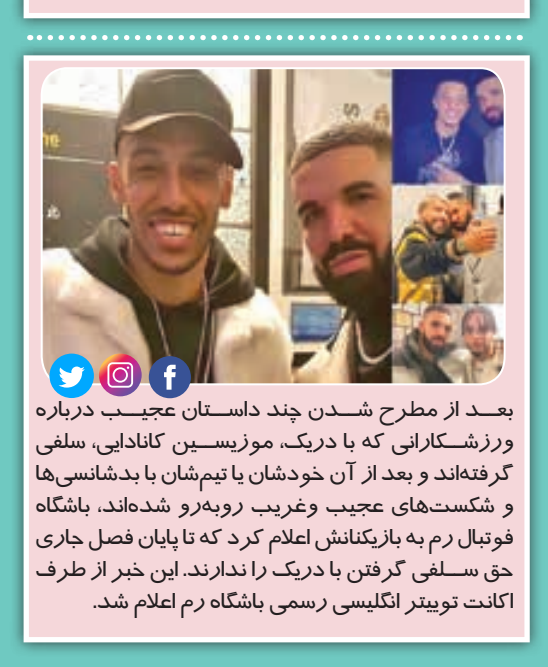 بعد از مطرح شدن چند داستان عجیب درباره
ورزشکارانی که با دریک، موزیسین کانادایی، سلفی
گرفته‌اند و بعد از آن خودشان یا تیم‌شان با بدشانسی‌ها
و شکست‌های عجیب وغریب روبه‌رو شده‌اند، باشگاه
فوتبال رم به بازیکنانش اعلام کرد که تا پایان فصل جاری
حق سلفی گرفتن با دریک را ندارند. این خبر از طرف
اکانت توییتر انگلیسی رسمی باشگاه رم اعلام شد.